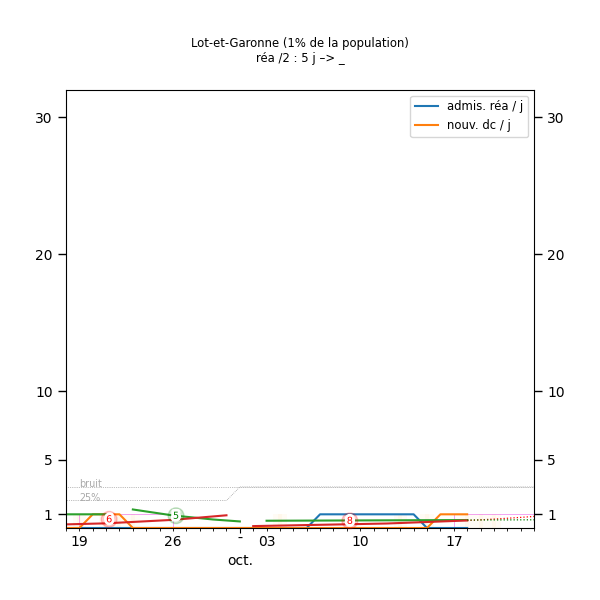 Lot-et-Garonne (1% de la population)
réa /2 : 5 j –> _
admis. réa / j
nouv. dc / j
30 30
20 20
10 10
5 5
bruit
25%
1 6 5 8 1
19 26 - 03 10 17
oct.